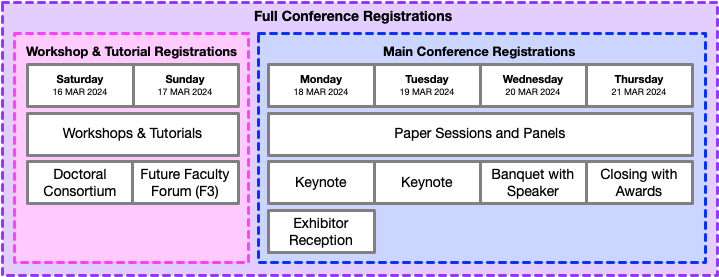 Full Conference Registrations
Workshop & Tutorial Registrations
Main Conference Registrations
Saturday
16 MAR 2024
Sunday
17 MAR 2024
Monday
18 MAR 2024
Tuesday
19 MAR 2024
Wednesday
20 MAR 2024
Thursday
21 MAR 2024
Workshops & Tutorials
Paper Sessions and Panels
Doctoral
Consortium
Future Faculty
Forum (F3)
Keynote
Keynote
Banquet with
Speaker
Closing with
Awards
Exhibitor
Reception